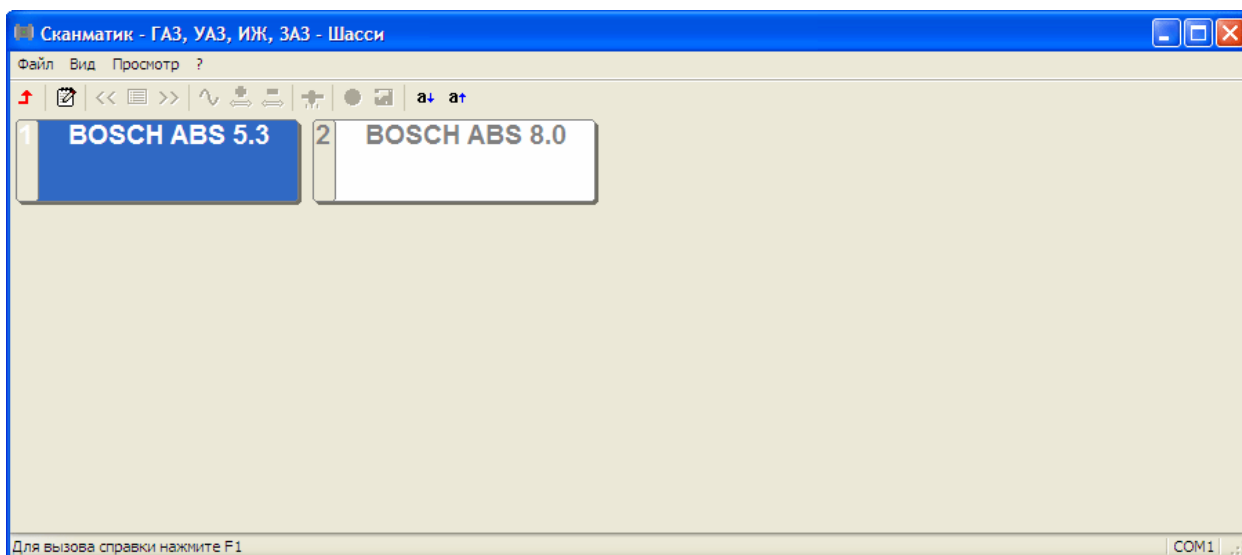 Сканматик - ГАЗ, УАЗ, ИЖ, ЗАЗ - Шасси
Файл Вид Просмотр ?
<< >> a a
1 BOSCH ABS 5.3 2 BOSCH ABS 8.0
Для вызова справки нажмите F1 COM1